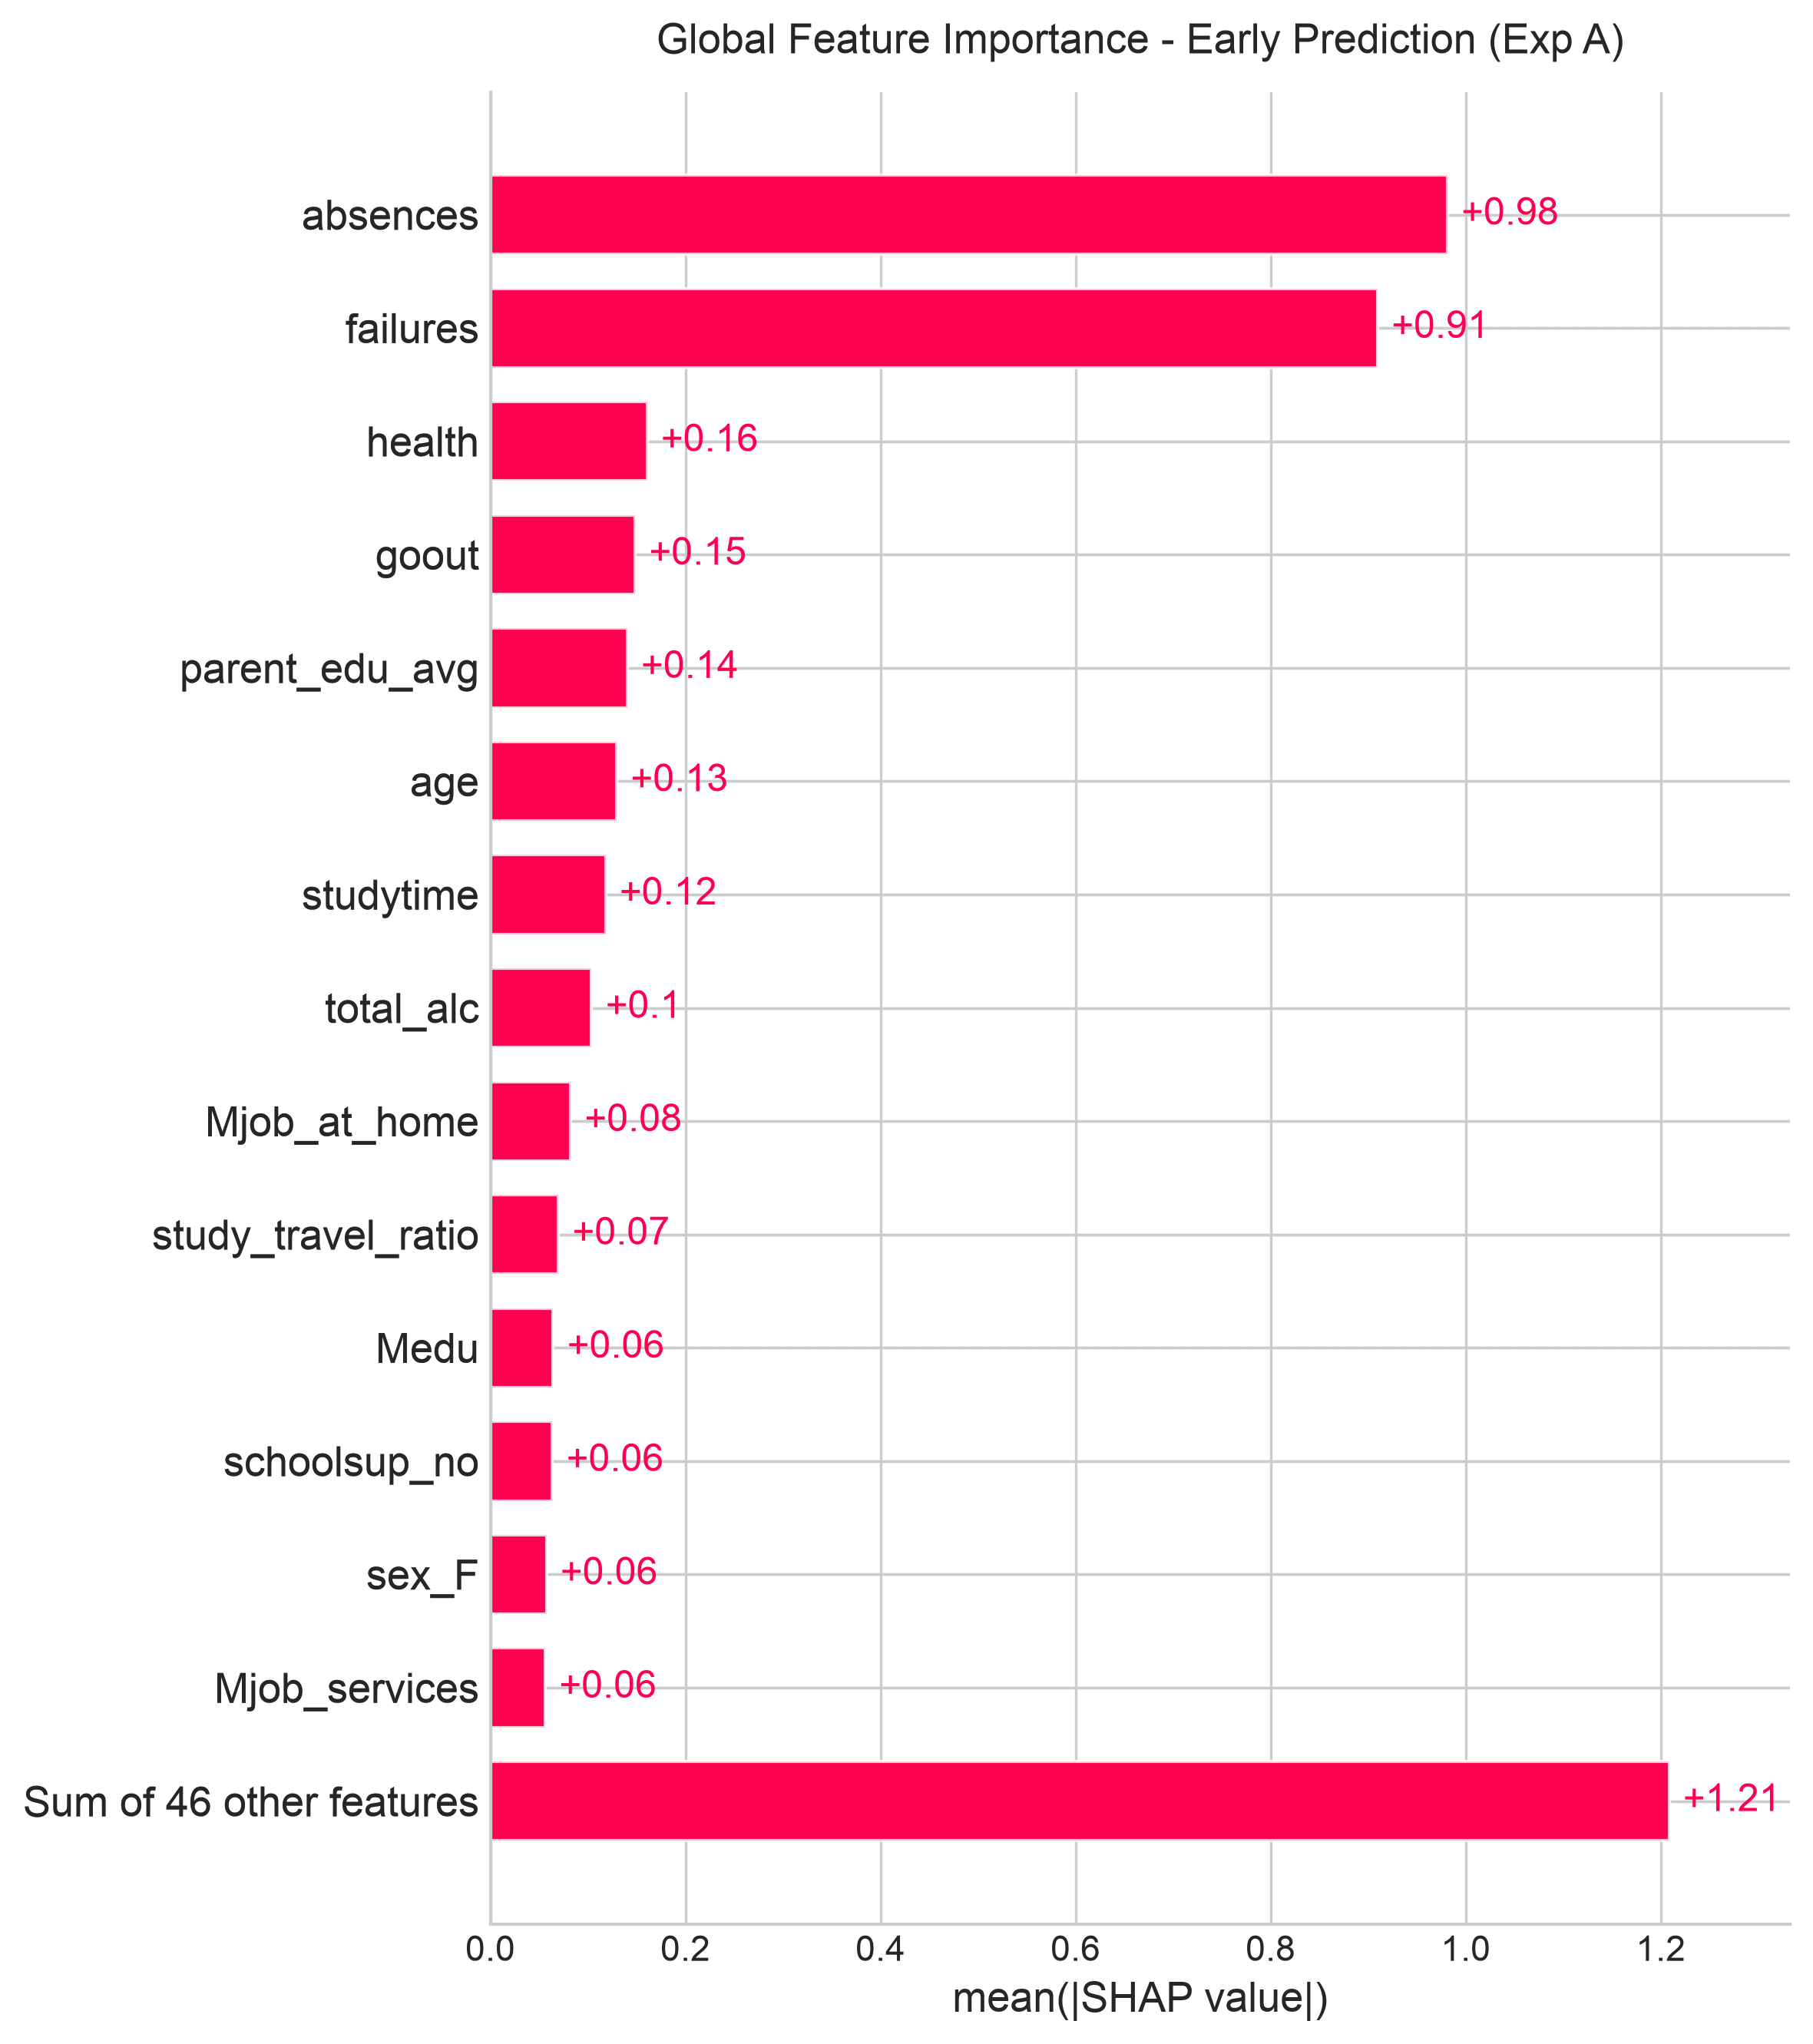 Global Feature Importance - Early Prediction (Exp A)
absences +0.98
failures +0.91
health +0.16
goout +0.15
parent_edu_avg +0.14
age +0.13
studytime +0.12
total_alc +0.1
Mjob_at_home +0.08
study_travel_ratio +0.07
Medu +0.06
schoolsup_no +0.06
sex_F +0.06
Mjob_services +0.06
Sum of 46 other features +1.21
0.0 0.2 0.4 0.6 0.8 1.0 1.2
mean(|SHAP value|)